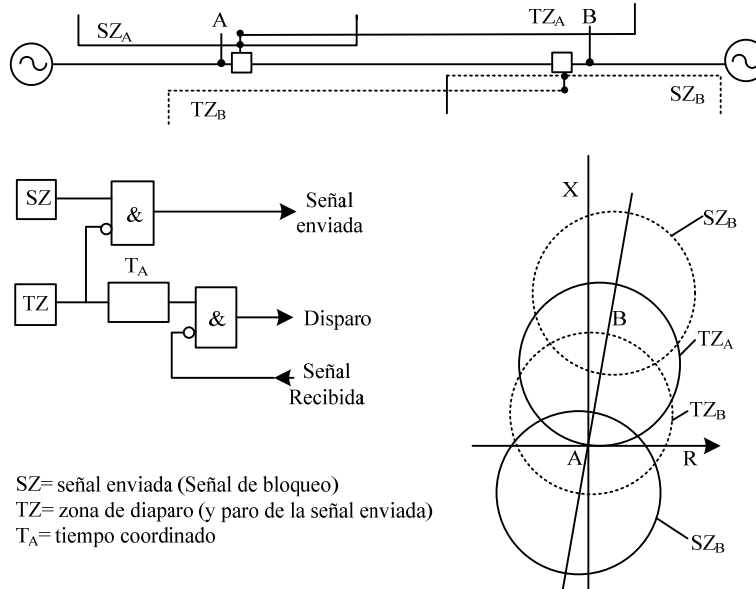 SZA
A
TZA
B
TZB
SZB
SZ
&
Señal
enviada
TA
TZ
&
Disparo
Señal
Recibida
X
SZB
B
TZA
TZB
A
R
SZB
SZ= señal enviada (Señal de bloqueo)
TZ= zona de diaparo (y paro de la señal enviada)
TA= tiempo coordinado